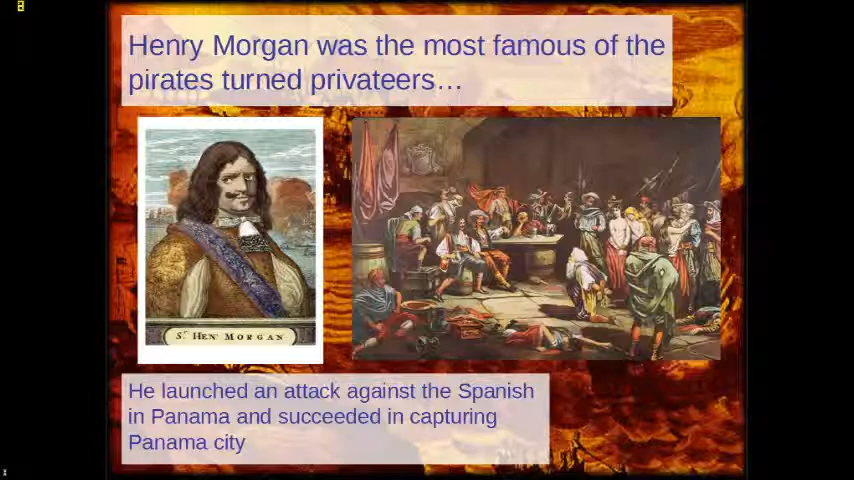 Henry Morgan was the most famous of the
pirates turned privateers…
Sr HEN: MORGAN
He launched an attack against the Spanish
in Panama and succeeded in capturing
Panama city